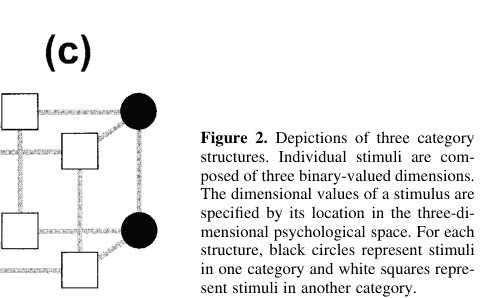 (c)
Figure 2. Depictions of three category
structures. Individual stimuli are com-
posed of three binary-valued dimensions.
The dimensional values of a stimulus are
specified by its location in the three-di-
mensional psychological space. For each
structure, black circles represent stimuli
in one category and white squares repre-
sent stimuli in another category.